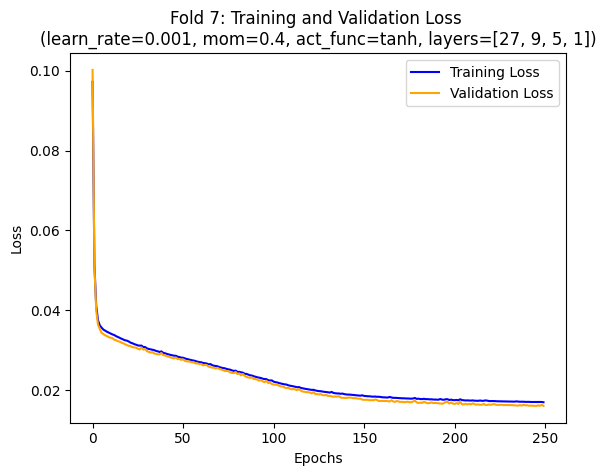 Fold 7: Training and Validation Loss
(learn_rate=0.001, mom=0.4, act_func=tanh, layers=[27, 9, 5, 1])
Training Loss
Validation Loss
0.10
0.08
0.06
0.04
0.02
Loss
0
50
100
150
200
250
Epochs